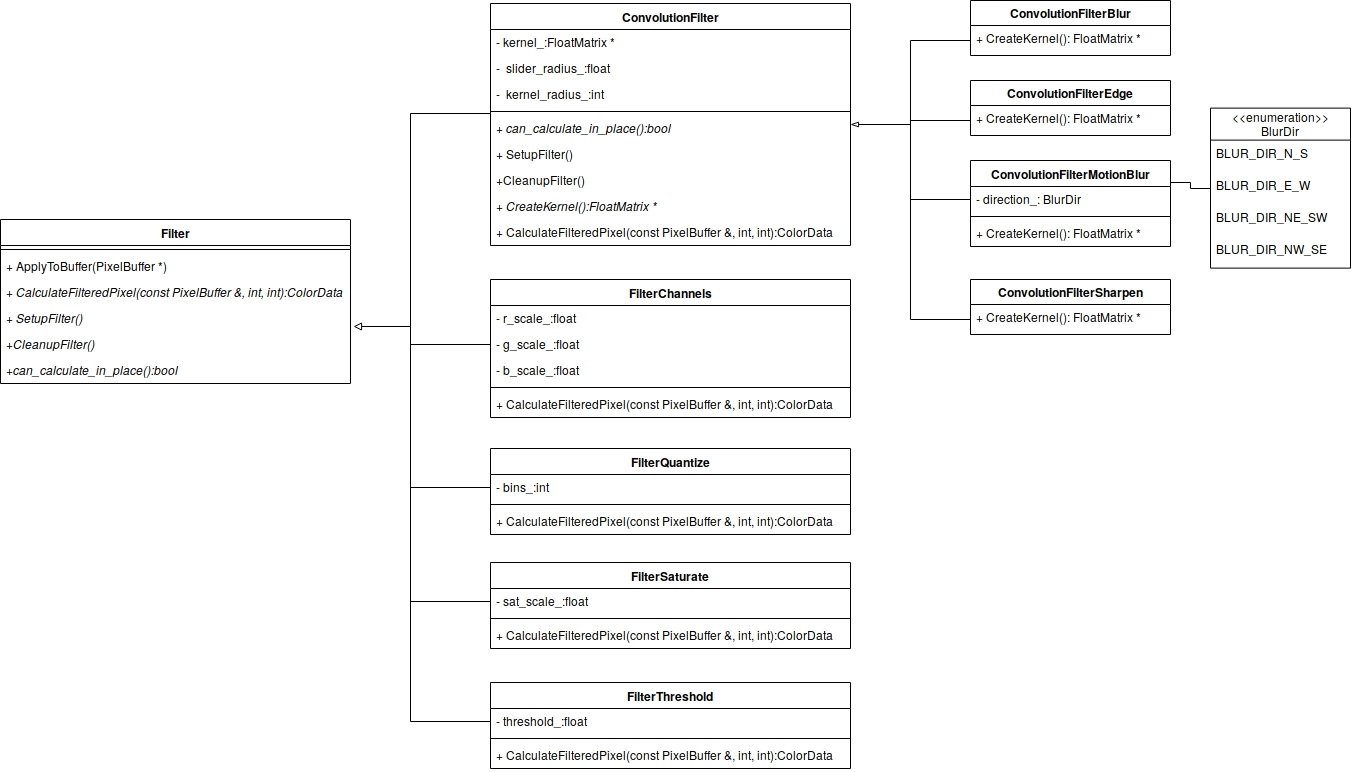 Filter
+ ApplyToBuffer(PixelBuffer *)
+ CalculateFilteredPixel(const PixelBuffer &, int, int):ColorData
+ SetupFilter()
+CleanupFilter()
+can_calculate_in_place():bool
ConvolutionFilter
- kernel_:FloatMatrix *
-  slider_radius_:float
-  kernel_radius_:int
+ can_calculate_in_place():bool
+ SetupFilter()
+CleanupFilter()
+ CreateKernel():FloatMatrix *
+ CalculateFilteredPixel(const PixelBuffer &, int, int):ColorData
FilterChannels
- r_scale_:float
- g_scale_:float
- b_scale_:float
+ CalculateFilteredPixel(const PixelBuffer &, int, int):ColorData
FilterQuantize
- bins_:int
+ CalculateFilteredPixel(const PixelBuffer &, int, int):ColorData
FilterSaturate
- sat_scale_:float
+ CalculateFilteredPixel(const PixelBuffer &, int, int):ColorData
FilterThreshold
- threshold_:float
+ CalculateFilteredPixel(const PixelBuffer &, int, int):ColorData
ConvolutionFilterBlur
+ CreateKernel(): FloatMatrix *
ConvolutionFilterEdge
+ CreateKernel(): FloatMatrix *
ConvolutionFilterMotionBlur
- direction_: BlurDir
+ CreateKernel(): FloatMatrix *
ConvolutionFilterSharpen
+ CreateKernel(): FloatMatrix *
<<enumeration>>
BlurDir
BLUR_DIR_N_S
BLUR_DIR_E_W
BLUR_DIR_NE_SW
BLUR_DIR_NW_SE